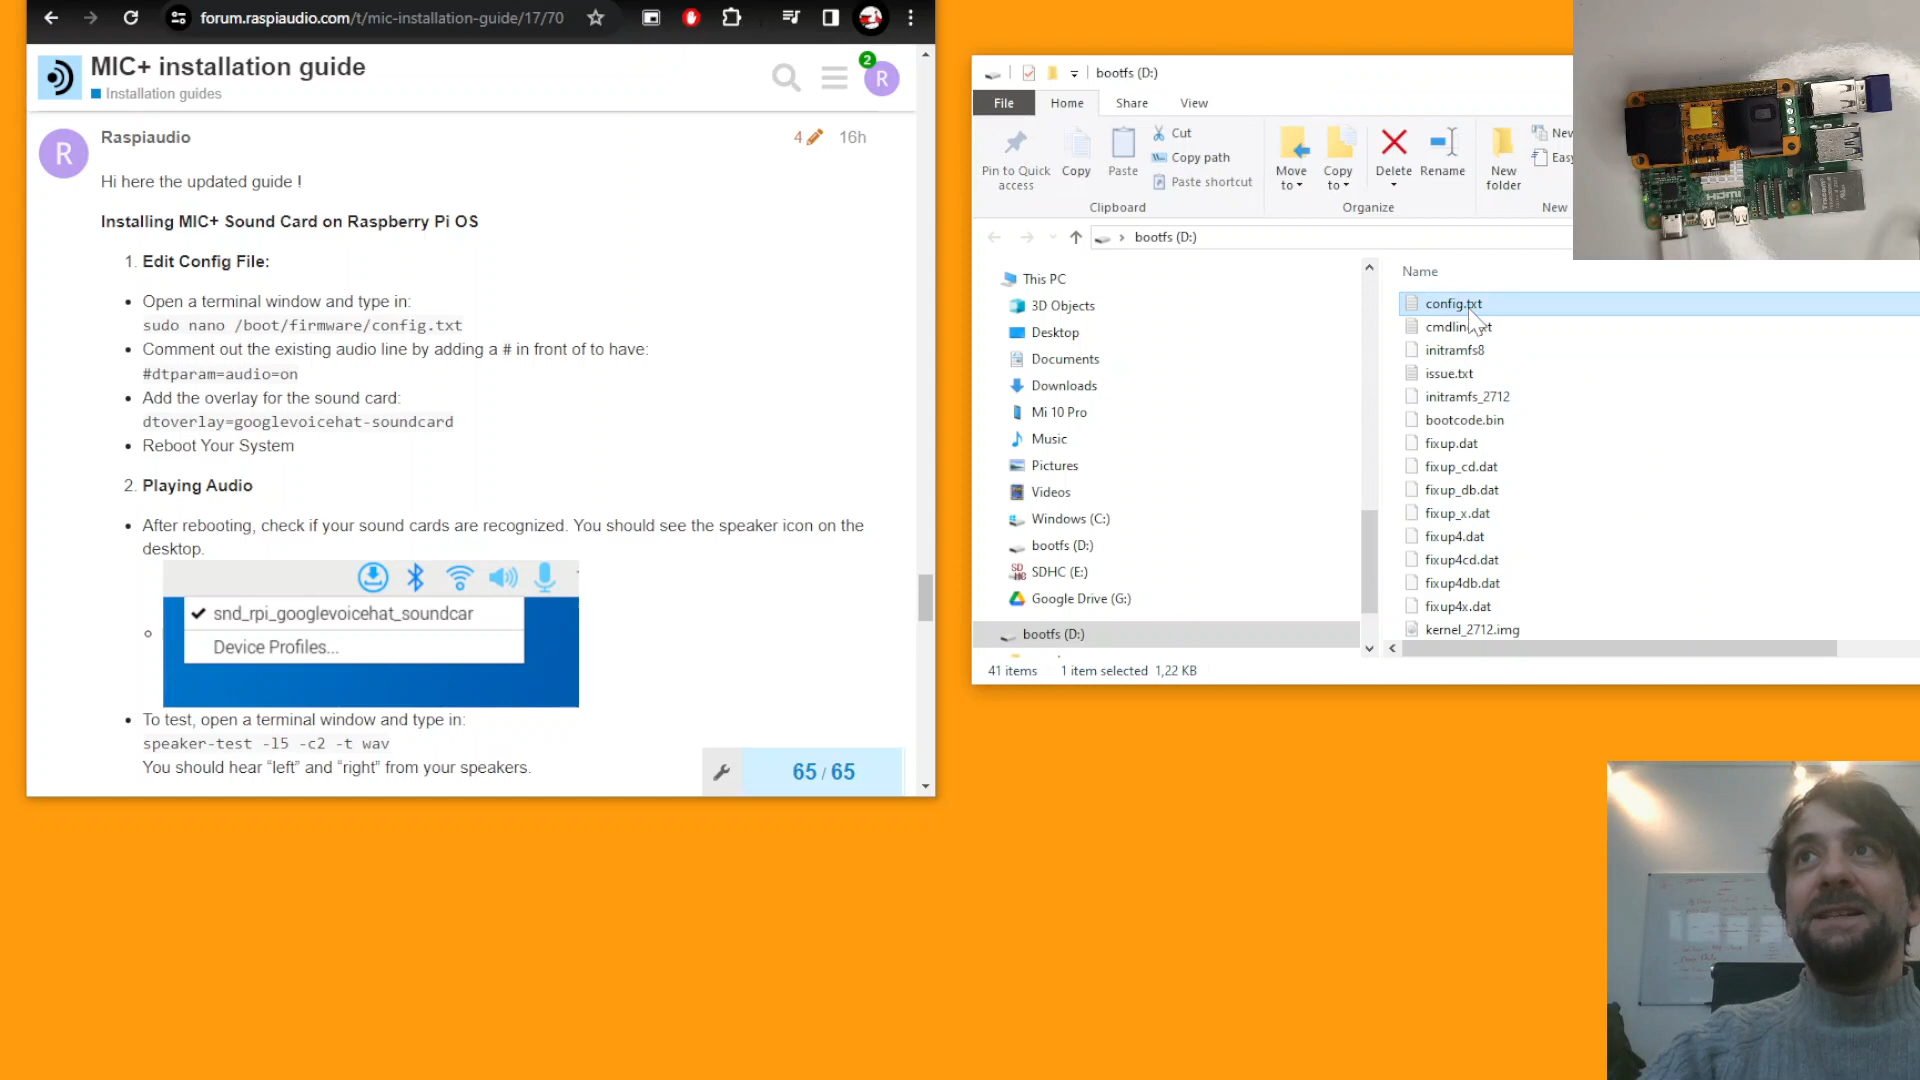 forum.raspiaudio.com/t/mic-installation-guide/17/70
MIC+ installation guide
Installation guides
2
R
R
Raspiaudio
4
16h
Hi here the updated guide !
Installing MIC+ Sound Card on Raspberry Pi OS
1. Edit Config File:
• Open a terminal window and type in:
sudo nano /boot/firmware/config.txt
• Comment out the existing audio line by adding a # in front of to have:
#dtparam=audio=on
• Add the overlay for the sound card:
dtoverlay=googlevoicehat-soundcard
• Reboot Your System
2. Playing Audio
• After rebooting, check if your sound cards are recognized. You should see the speaker icon on the
desktop.
snd_rpi_googlevoicehat_soundcar
Device Profiles...
• To test, open a terminal window and type in:
speaker-test -l5 -c2 -t wav
You should hear “left” and “right” from your speakers.
65 / 65
bootfs (D:)
File
Home
Share
View
Pin to Quick
access
Copy
Paste
Cut
Copy path
Paste shortcut
Move
to
Copy
to
Delete
Rename
New
folder
New
Easy
Clipboard
Organize
New
bootfs (D:)
This PC
3D Objects
Desktop
Documents
Downloads
Mi 10 Pro
Music
Pictures
Videos
Windows (C:)
bootfs (D:)
SDHC (E:)
Google Drive (G:)
bootfs (D:)
Name
config.txt
initramfs8
issue.txt
initramfs_2712
bootcode.bin
fixup.dat
fixup_cd.dat
fixup_db.dat
fixup_x.dat
fixup4.dat
fixup4cd.dat
fixup4db.dat
fixup4x.dat
kernel_2712.img
41 items
1 item selected 1,22 KB
HDMI